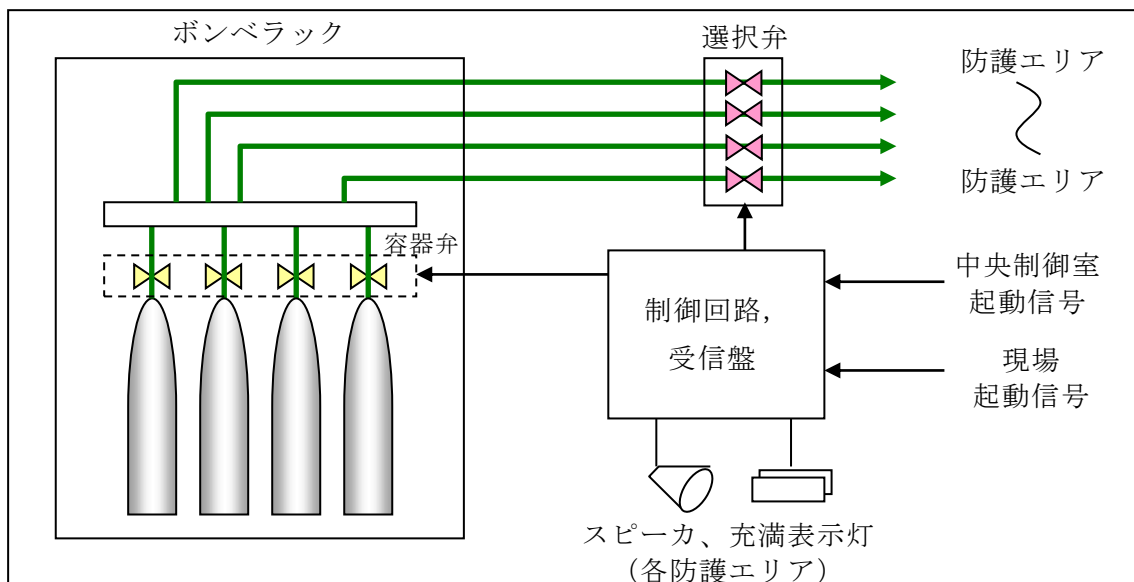 ボンベラック
選択弁
防護エリア
防護エリア
容器弁
制御回路，
受信盤
中央制御室
起動信号
現場
起動信号
スピーカ、充満表示灯
（各防護エリア）